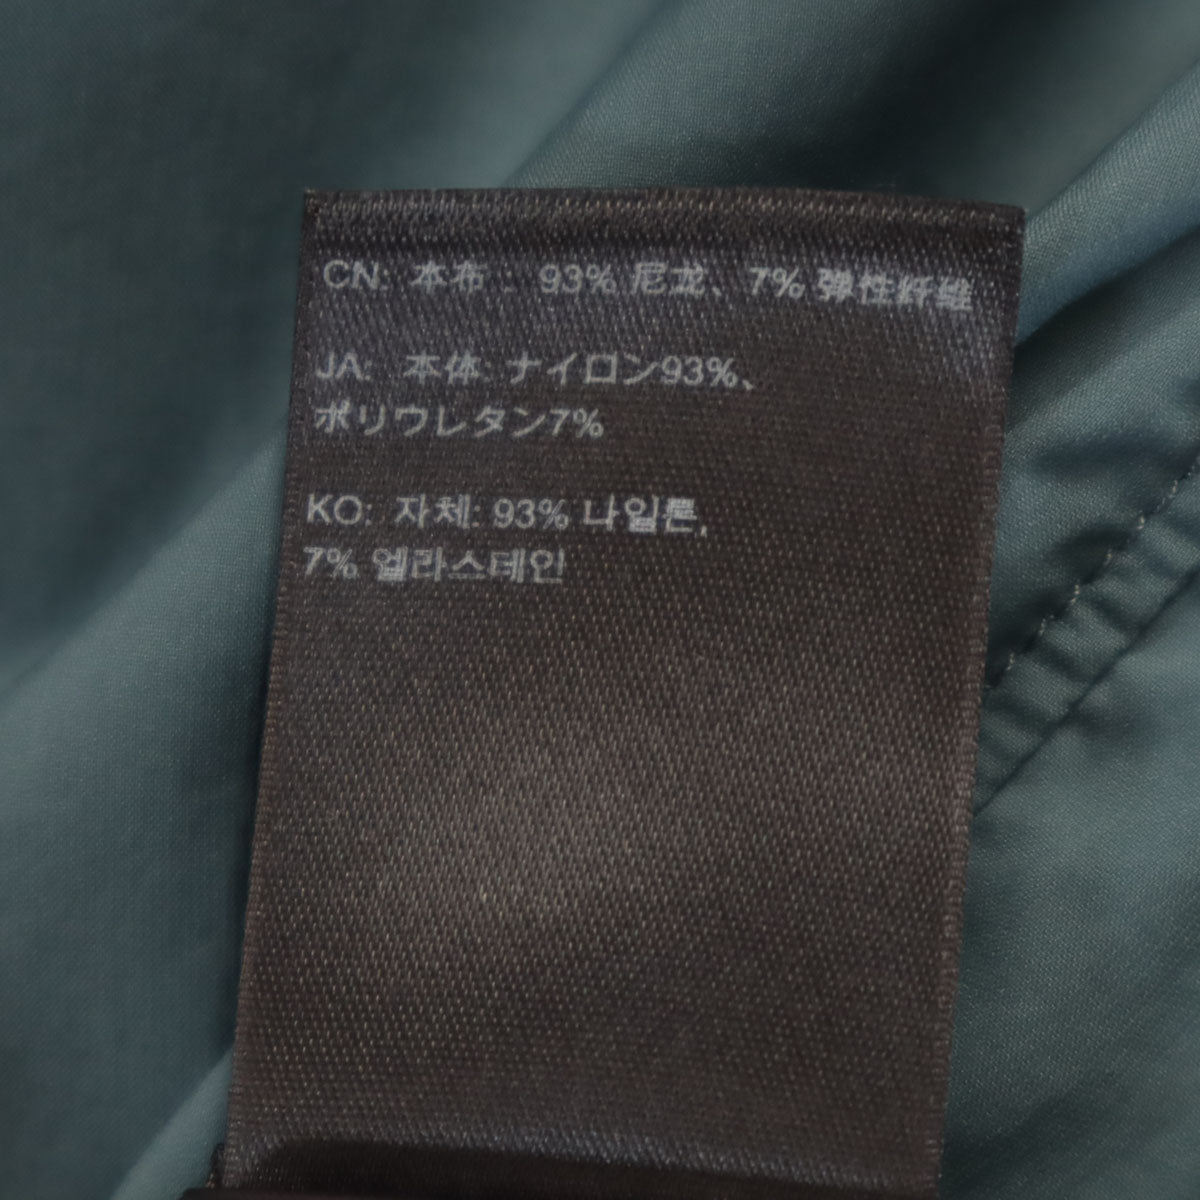 CN: 本布: 93% 尼龙、7% 弹性纤维
JA: 本体: ナイロン93%、
ポリウレタン7%
KO: 자체: 93% 나일론,
7% 엘라스테인